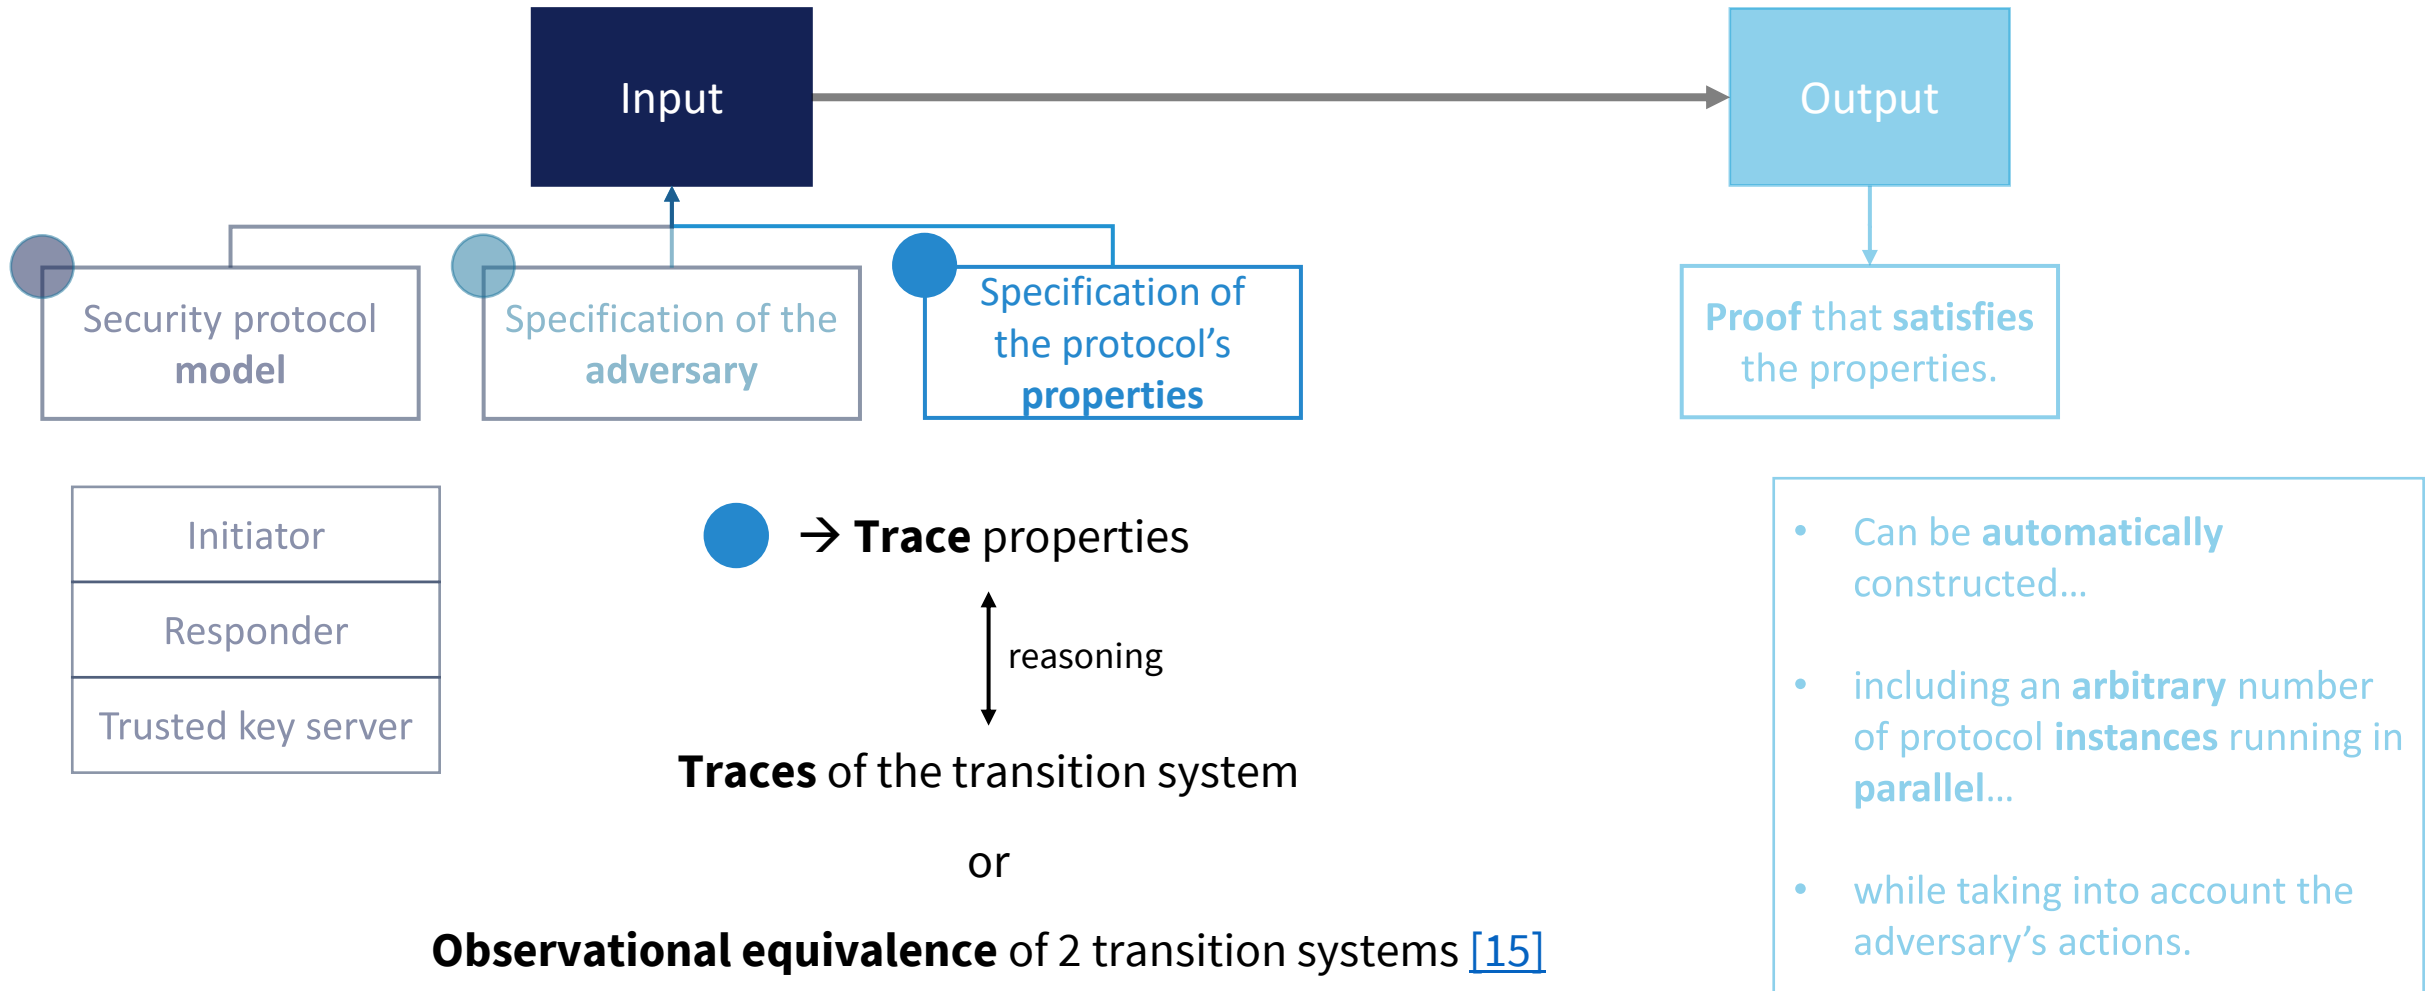 Input
Output
Security protocol
model
Specification of the
adversary
Specification of
the protocol’s
properties
Proof that satisfies
the properties.
Initiator
Responder
Trusted key server
→ Trace properties
reasoning
Traces of the transition system
or
Observational equivalence of 2 transition systems [15]
• Can be automatically
constructed…
• including an arbitrary number
of protocol instances running in
parallel…
• while taking into account the
adversary’s actions.